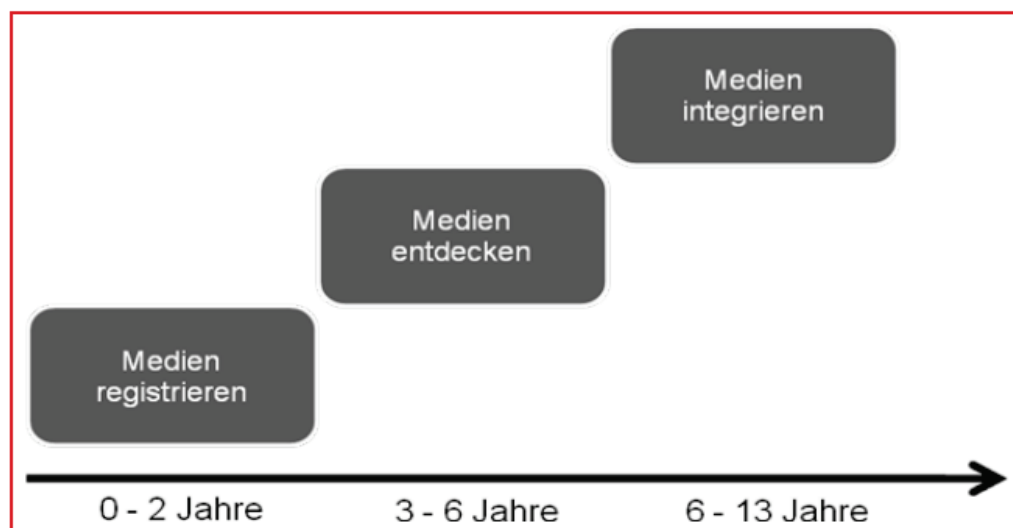 Medien
integrieren
Medien
entdecken
Medien
registrieren
0 - 2 Jahre
3 - 6 Jahre
6 - 13 Jahre